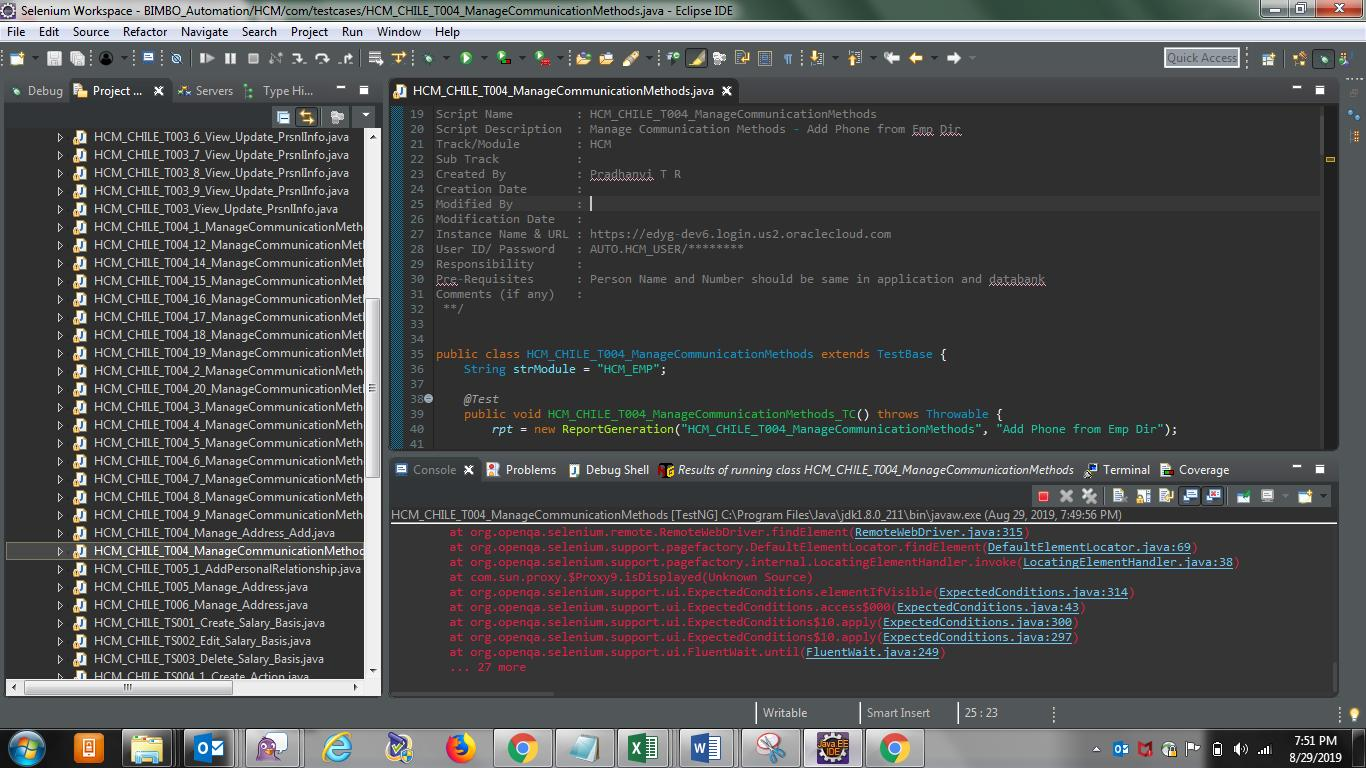 Selenium Workspace - BIMBO_Automation/HCM/com/testcases/HCM_CHILE_T004_ManageCommunicationMethods.java - Eclipse IDE
File Edit Source Refactor Navigate Search Project Run Window Help
Quick Access
Debug Project ... Servers Type Hi...
HCM_CHILE_T003_6_View_Update_PrsnlInfo.java
HCM_CHILE_T003_7_View_Update_PrsnlInfo.java
HCM_CHILE_T003_8_View_Update_PrsnlInfo.java
HCM_CHILE_T003_9_View_Update_PrsnlInfo.java
HCM_CHILE_T003_View_Update_PrsnlInfo.java
HCM_CHILE_T004_1_ManageCommunicationMeth
HCM_CHILE_T004_12_ManageCommunicationMet
HCM_CHILE_T004_14_ManageCommunicationMet
HCM_CHILE_T004_15_ManageCommunicationMet
HCM_CHILE_T004_16_ManageCommunicationMet
HCM_CHILE_T004_17_ManageCommunicationMet
HCM_CHILE_T004_18_ManageCommunicationMet
HCM_CHILE_T004_19_ManageCommunicationMet
HCM_CHILE_T004_2_ManageCommunicationMeth
HCM_CHILE_T004_20_ManageCommunicationMet
HCM_CHILE_T004_3_ManageCommunicationMeth
HCM_CHILE_T004_4_ManageCommunicationMeth
HCM_CHILE_T004_5_ManageCommunicationMeth
HCM_CHILE_T004_6_ManageCommunicationMeth
HCM_CHILE_T004_7_ManageCommunicationMeth
HCM_CHILE_T004_8_ManageCommunicationMeth
HCM_CHILE_T004_9_ManageCommunicationMeth
HCM_CHILE_T004_Manage_Address_Add.java
HCM_CHILE_T004_ManageCommunicationMethod
HCM_CHILE_T005_1_AddPersonalRelationship.java
HCM_CHILE_T005_Manage_Address.java
HCM_CHILE_T006_Manage_Address.java
HCM_CHILE_TS001_Create_Salary_Basis.java
HCM_CHILE_TS002_Edit_Salary_Basis.java
HCM_CHILE_TS003_Delete_Salary_Basis.java
HCM_CHILE_TS004_1_Create_Action.java
HCM_CHILE_T004_ManageCommunicationMethods.java
19 Script Name : HCM_CHILE_T004_ManageCommunicationMethods
20 Script Description : Manage Communication Methods - Add Phone from Emp Dir
21 Track/Module : HCM
22 Sub Track :
23 Created By : Pradhanvi T R
24 Creation Date :
25 Modified By :
26 Modification Date :
27 Instance Name & URL : https://edyg-dev6.login.us2.oraclecloud.com
28 User ID/ Password : AUTO.HCM_USER/********
29 Responsibility :
30 Pre-Requisites : Person Name and Number should be same in application and databank
31 Comments (if any) :
32 **/
33
34
35 public class HCM_CHILE_T004_ManageCommunicationMethods extends TestBase {
36 String strModule = "HCM_EMP";
37
38 @Test
39 public void HCM_CHILE_T004_ManageCommunicationMethods_TC() throws Throwable {
40 rpt = new ReportGeneration("HCM_CHILE_T004_ManageCommunicationMethods", "Add Phone from Emp Dir");
41
Console Problems Debug Shell Results of running class HCM_CHILE_T004_ManageCommunicationMethods Terminal Coverage
HCM_CHILE_T004_ManageCommunicationMethods [TestNG] C:\Program Files\Java\jdk1.8.0_211\bin\javaw.exe (Aug 29, 2019, 7:49:56 PM)
at org.openqa.selenium.remote.RemoteWebDriver.findElement(RemoteWebDriver.java:315)
at org.openqa.selenium.support.pagefactory.DefaultElementLocator.findElement(DefaultElementLocator.java:69)
at org.openqa.selenium.support.pagefactory.internal.LocatingElementHandler.invoke(LocatingElementHandler.java:38)
at com.sun.proxy.$Proxy9.isDisplayed(Unknown Source)
at org.openqa.selenium.support.ui.ExpectedConditions.elementIfVisible(ExpectedConditions.java:314)
at org.openqa.selenium.support.ui.ExpectedConditions.access$000(ExpectedConditions.java:43)
at org.openqa.selenium.support.ui.ExpectedConditions$10.apply(ExpectedConditions.java:300)
at org.openqa.selenium.support.ui.ExpectedConditions$10.apply(ExpectedConditions.java:297)
at org.openqa.selenium.support.ui.FluentWait.until(FluentWait.java:249)
... 27 more
Writable Smart Insert 25 : 23
Java EE IDE
7:51 PM
8/29/2019